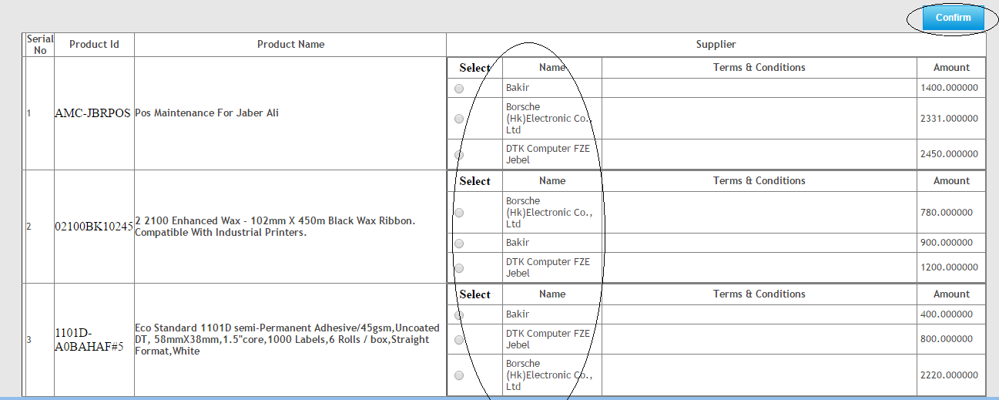 Confirm
Serial No Product Id Product Name Supplier
Select Name Terms & Conditions Amount
1 AMC-JBRPOS Pos Maintenance For Jaber Ali
Bakir 1400.000000
Borsche
(Hk)Electronic Co., 2331.000000
Ltd
DTK Computer FZE
Jebel 2450.000000
Select Name Terms & Conditions Amount
2 02100BK10245 2 2100 Enhanced Wax - 102mm X 450m Black Wax Ribbon.
Compatible With Industrial Printers.
Borsche
(Hk)Electronic Co., 780.000000
Ltd
Bakir 900.000000
DTK Computer FZE
Jebel 1200.000000
Select Name Terms & Conditions Amount
3 1101D-
A0BAHAF#5
Eco Standard 1101D semi-Permanent Adhesive/45gsm,Uncoated
DT, 58mmX38mm,1.5"core,1000 Labels,6 Rolls / box,Straight
Format,White
Bakir 400.000000
DTK Computer FZE
Jebel 800.000000
Borsche
(Hk)Electronic Co., 2220.000000
Ltd